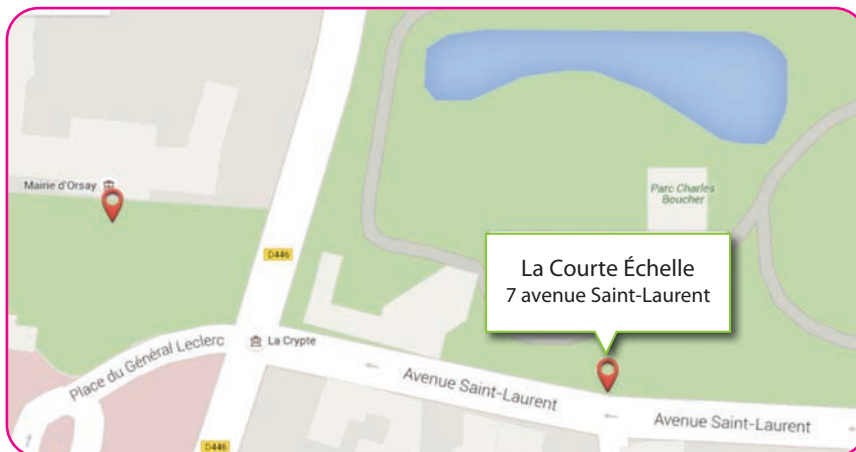 Mairie d'Orsay
Parc Charles
Boucher
D446
La Courte Échelle
7 avenue Saint-Laurent
La Crypte
Place du Général Leclerc
Avenue Saint-Laurent
Avenue Saint-Laurent
D446